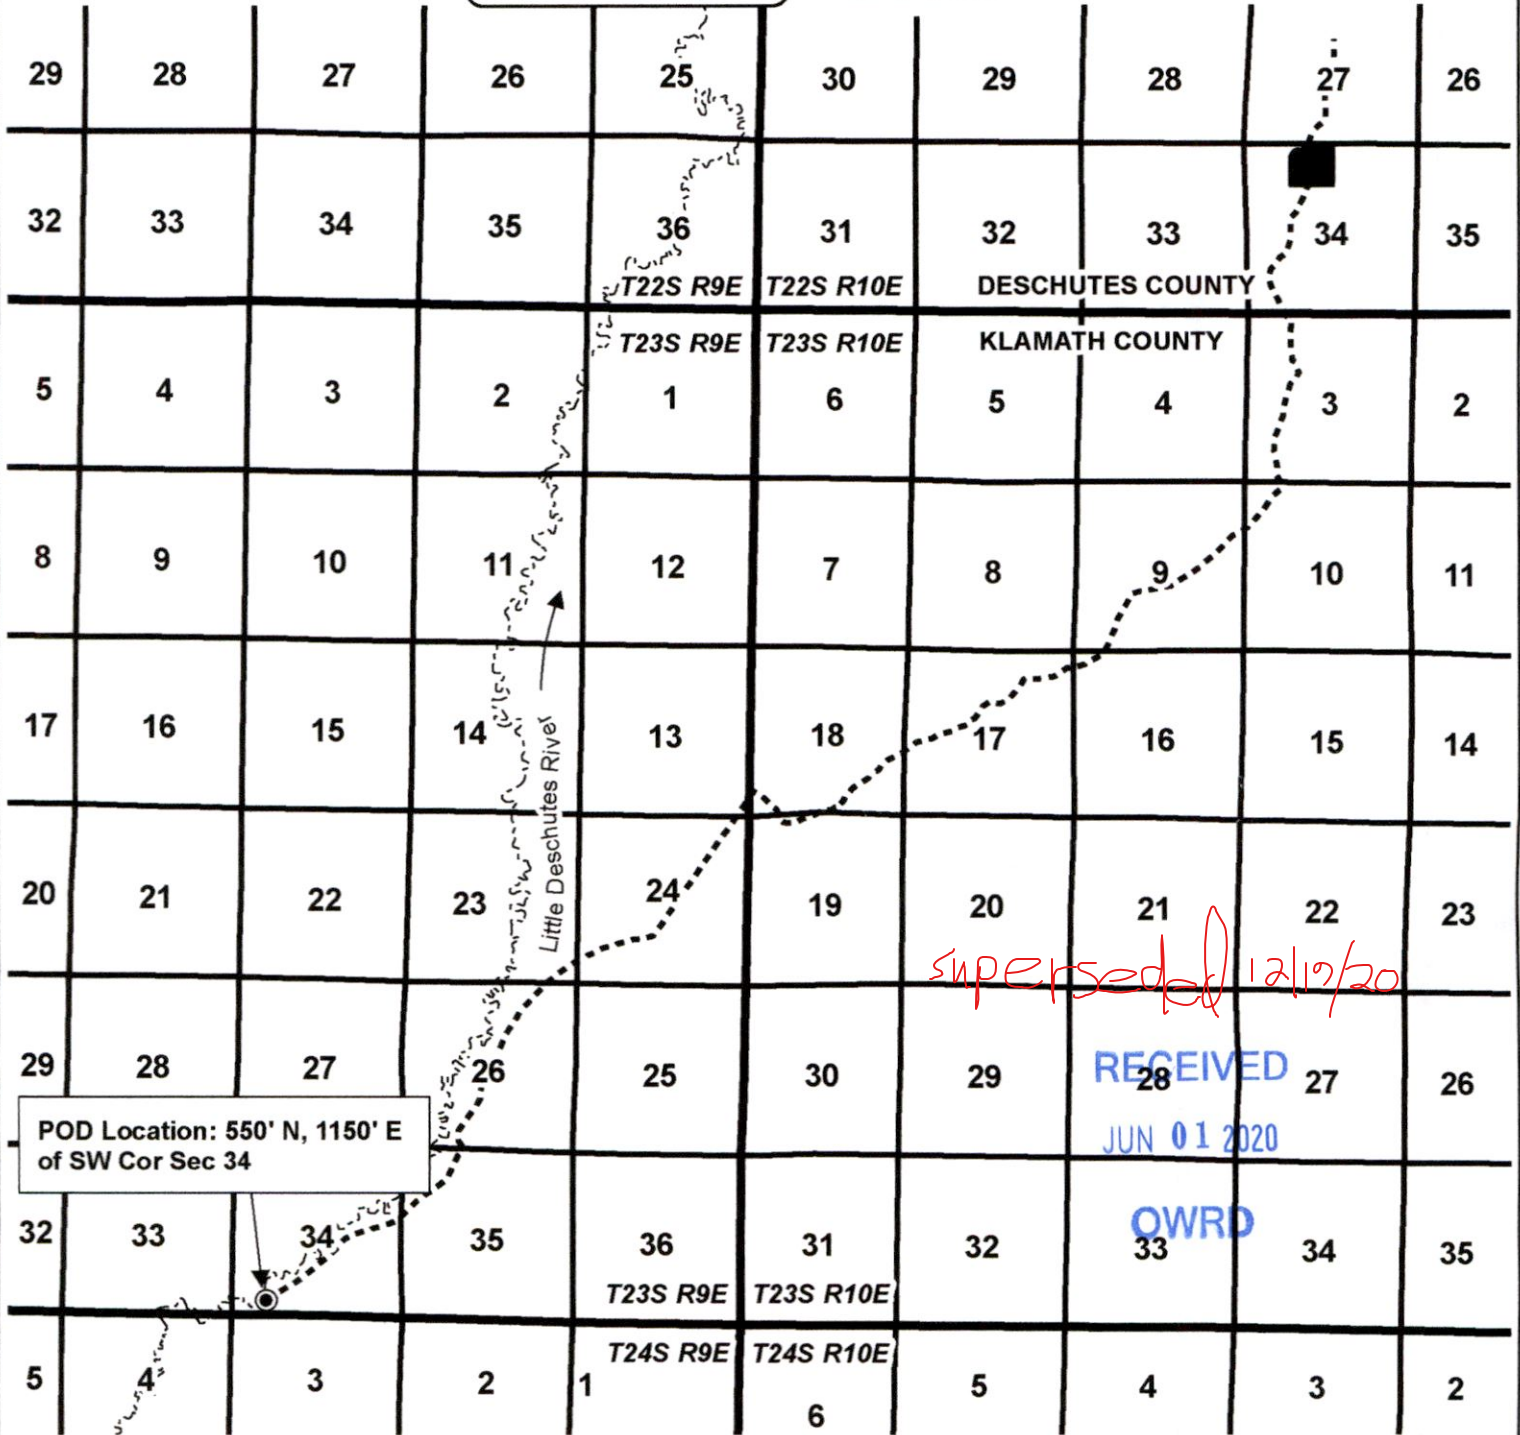 29 28 27 26 25 30 29 28 27 26
32 33 34 35 36 31 32 33 34 35
T22S R9E T22S R10E DESCHUTES COUNTY
T23S R9E T23S R10E KLAMATH COUNTY
5 4 3 2 1 6 5 4 3 2
8 9 10 11 12 7 8 9 10 11
17 16 15 14 13 18 17 16 15 14
Little Deschutes River
20 21 22 23 24 19 20 21 22 23
superseded 12/17/20
29 28 27 26 25 30 29 28 27 26
RECEIVED
POD Location: 550' N, 1150' E
of SW Cor Sec 34
JUN 01 2020
OWRD
32 33 34 35 36 31 32 33 34 35
T23S R9E T23S R10E
T24S R9E T24S R10E
5 4 3 2 1 6 5 4 3 2